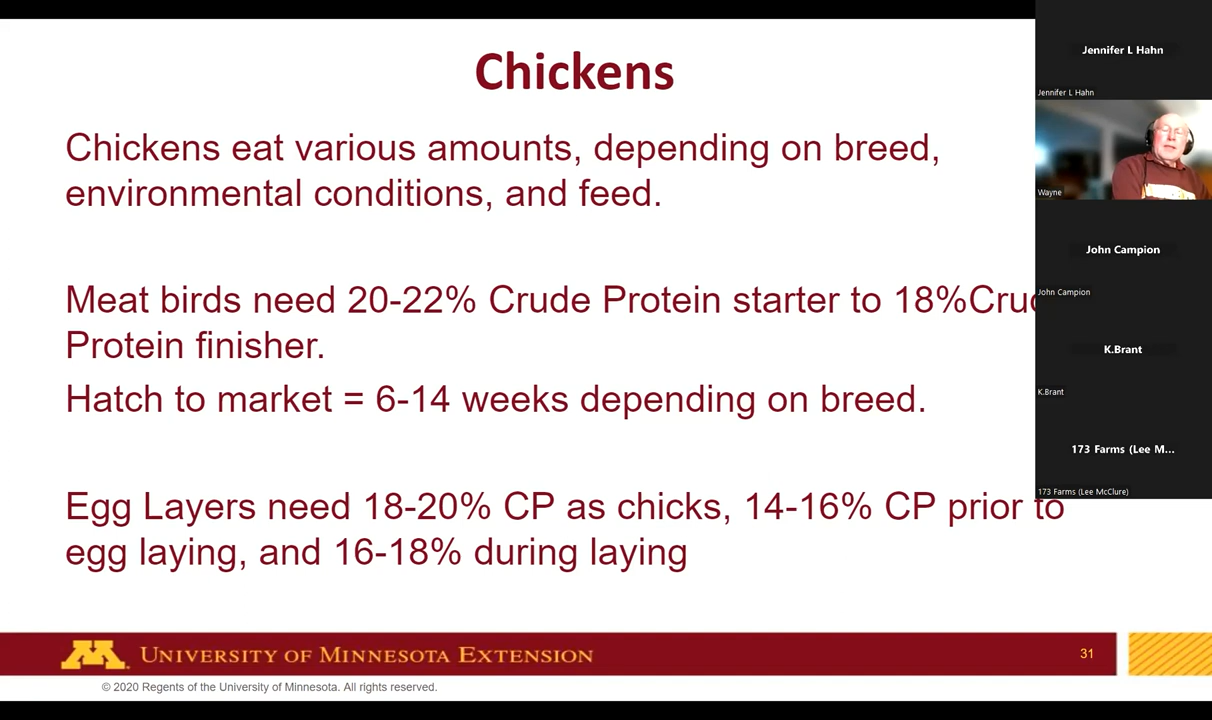 Chickens
Chickens eat various amounts, depending on breed,
environmental conditions, and feed.
Meat birds need 20-22% Crude Protein starter to 18%
Protein finisher.
Hatch to market = 6-14 weeks depending on breed.
Egg Layers need 18-20% CP as chicks, 14-16% CP prior to
egg laying, and 16-18% during laying
UNIVERSITY OF MINNESOTA EXTENSION
31
© 2020 Regents of the University of Minnesota. All rights reserved.
Jennifer L Hahn
Jennifer L Hahn
Wayne
John Campion
John Campion
K.Brant
K.Brant
173 Farms (Lee M...
173 Farms (Lee McClure)